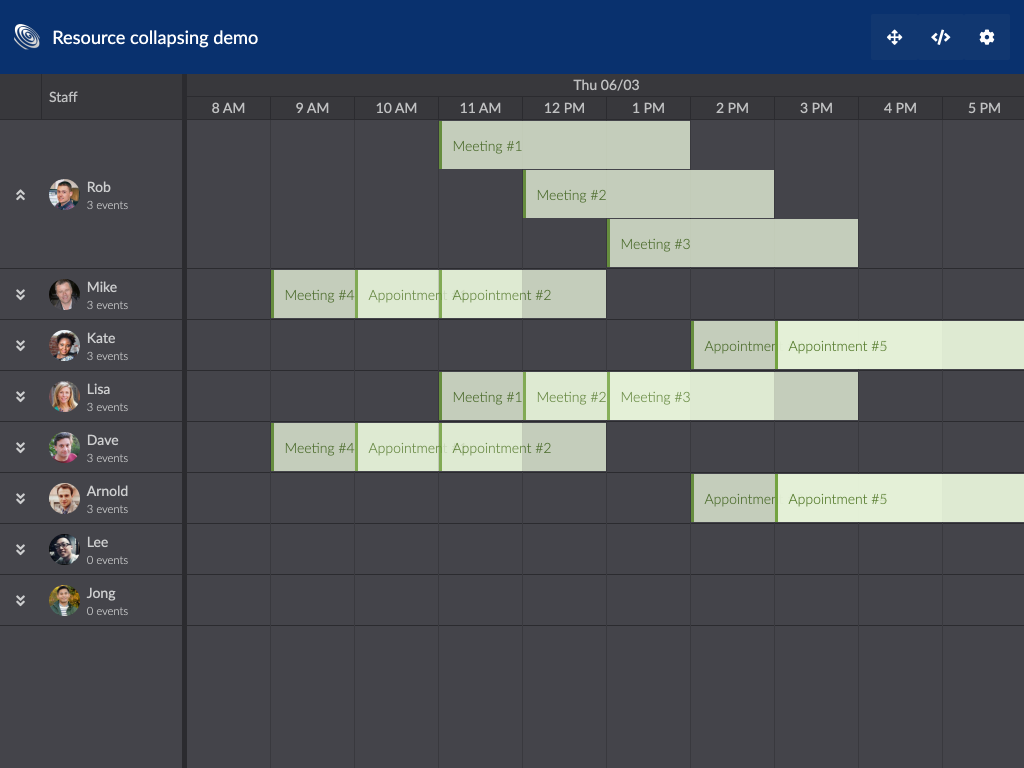 Resource collapsing demo
Staff
Thu 06/03
8 AM 9 AM 10 AM 11 AM 12 PM 1 PM 2 PM 3 PM 4 PM 5 PM
Rob
3 events
Meeting #1
Meeting #2
Meeting #3
Mike
3 events
Meeting #4 Appointment Appointment #2
Kate
3 events
Appointmen Appointment #5
Lisa
3 events
Meeting #1 Meeting #2 Meeting #3
Dave
3 events
Meeting #4 Appointment Appointment #2
Arnold
3 events
Appointmen Appointment #5
Lee
0 events
Jong
0 events